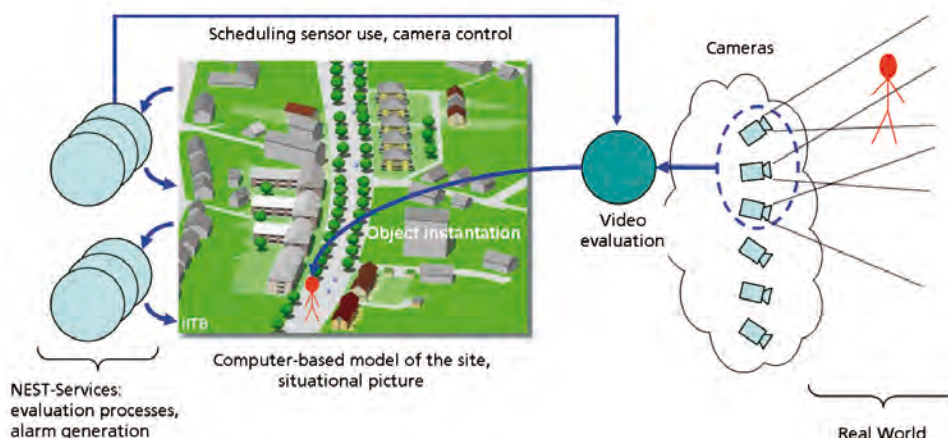 Scheduling sensor use, camera control
Cameras
Object instantation
Video
evaluation
IITB
Computer-based model of the site,
situational picture
NEST-Services:
evaluation processes,
alarm generation
Real World